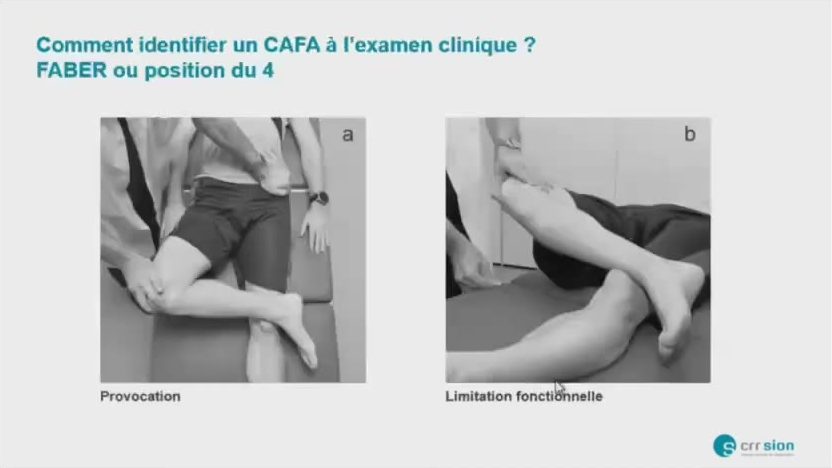 Comment identifier un CAFA à l'examen clinique ?
FABER ou position du 4
a
b
Provocation
Limitation fonctionnelle
crr sion